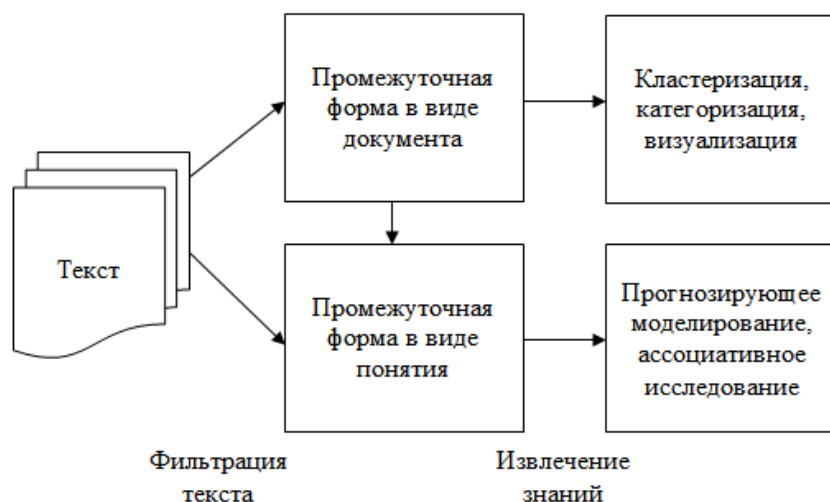 Текст
Промежуточная
форма в виде
документа
Кластеризация,
категоризация,
визуализация
Промежуточная
форма в виде
понятия
Прогнозирующее
моделирование,
ассоциативное
исследование
Фильтрация
текста
Извлечение
знаний